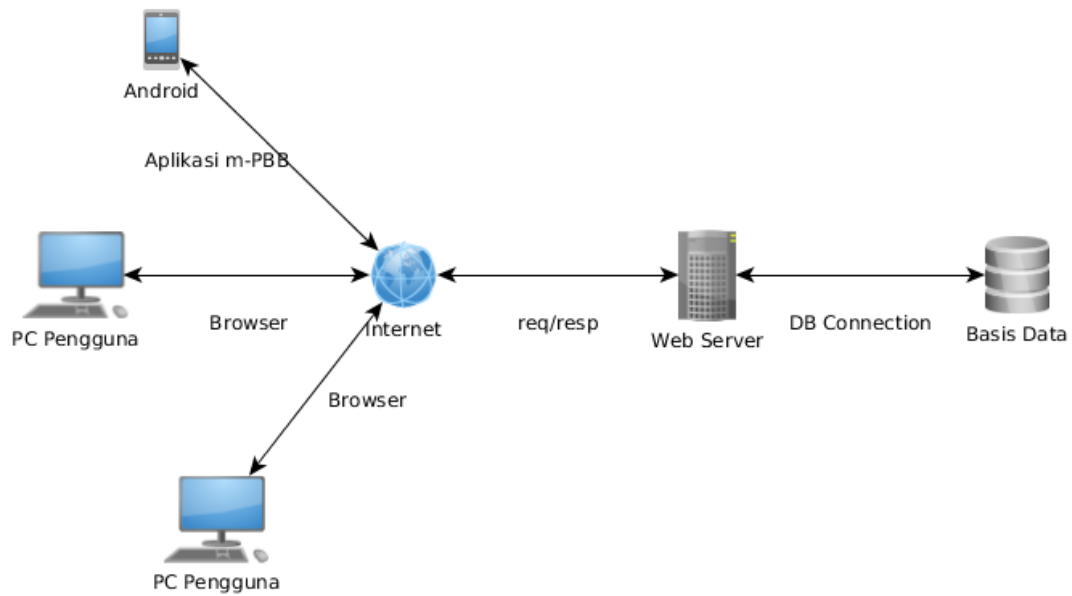 Android
Aplikasi m-PBB
PC Pengguna
Browser
Internet
req/resp
Web Server
DB Connection
Basis Data
Browser
PC Pengguna